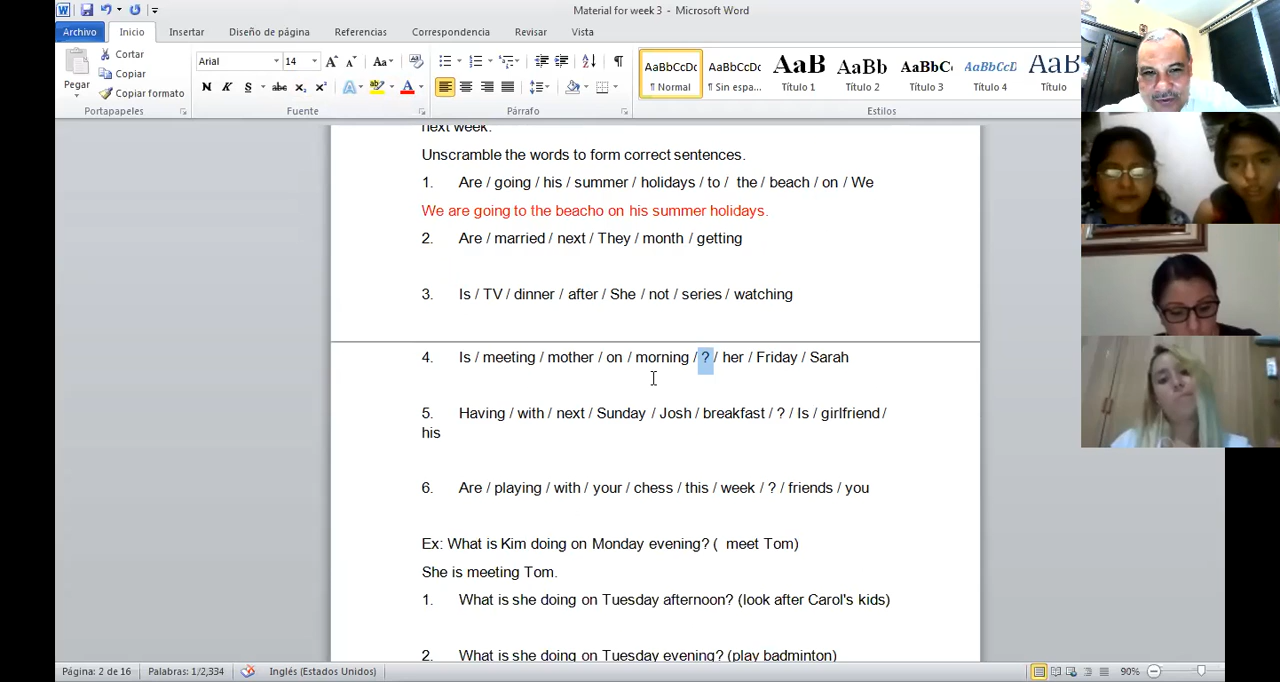 Material for week 3 - Microsoft Word
Archivo Inicio Insertar Diseño de página Referencias Correspondencia Revisar Vista
Cortar
Copiar
Copiar formato
Pegar
Portapapeles
Arial 14
Aa
N K S abc x₂ x²
Fuente
Párrafo
AaBbCcDc AaBbCcDc AaB AaBb AaBbC AaBbCcD AaB
¶ Normal ¶ Sin espa... Título 1 Título 2 Título 3 Título 4 Título
Estilos
next week.
Unscramble the words to form correct sentences.
1. Are / going / his / summer / holidays / to / the / beach / on / We
We are going to the beacho on his summer holidays.
2. Are / married / next / They / month / getting
3. Is / TV / dinner / after / She / not / series / watching
4. Is / meeting / mother / on / morning / ? / her / Friday / Sarah
5. Having / with / next / Sunday / Josh / breakfast / ? / Is / girlfriend /
his
6. Are / playing / with / your / chess / this / week / ? / friends / you
Ex: What is Kim doing on Monday evening? ( meet Tom)
She is meeting Tom.
1. What is she doing on Tuesday afternoon? (look after Carol's kids)
2. What is she doing on Tuesday evening? (play badminton)
Página: 2 de 16 Palabras: 1/2,334 Inglés (Estados Unidos) 90%